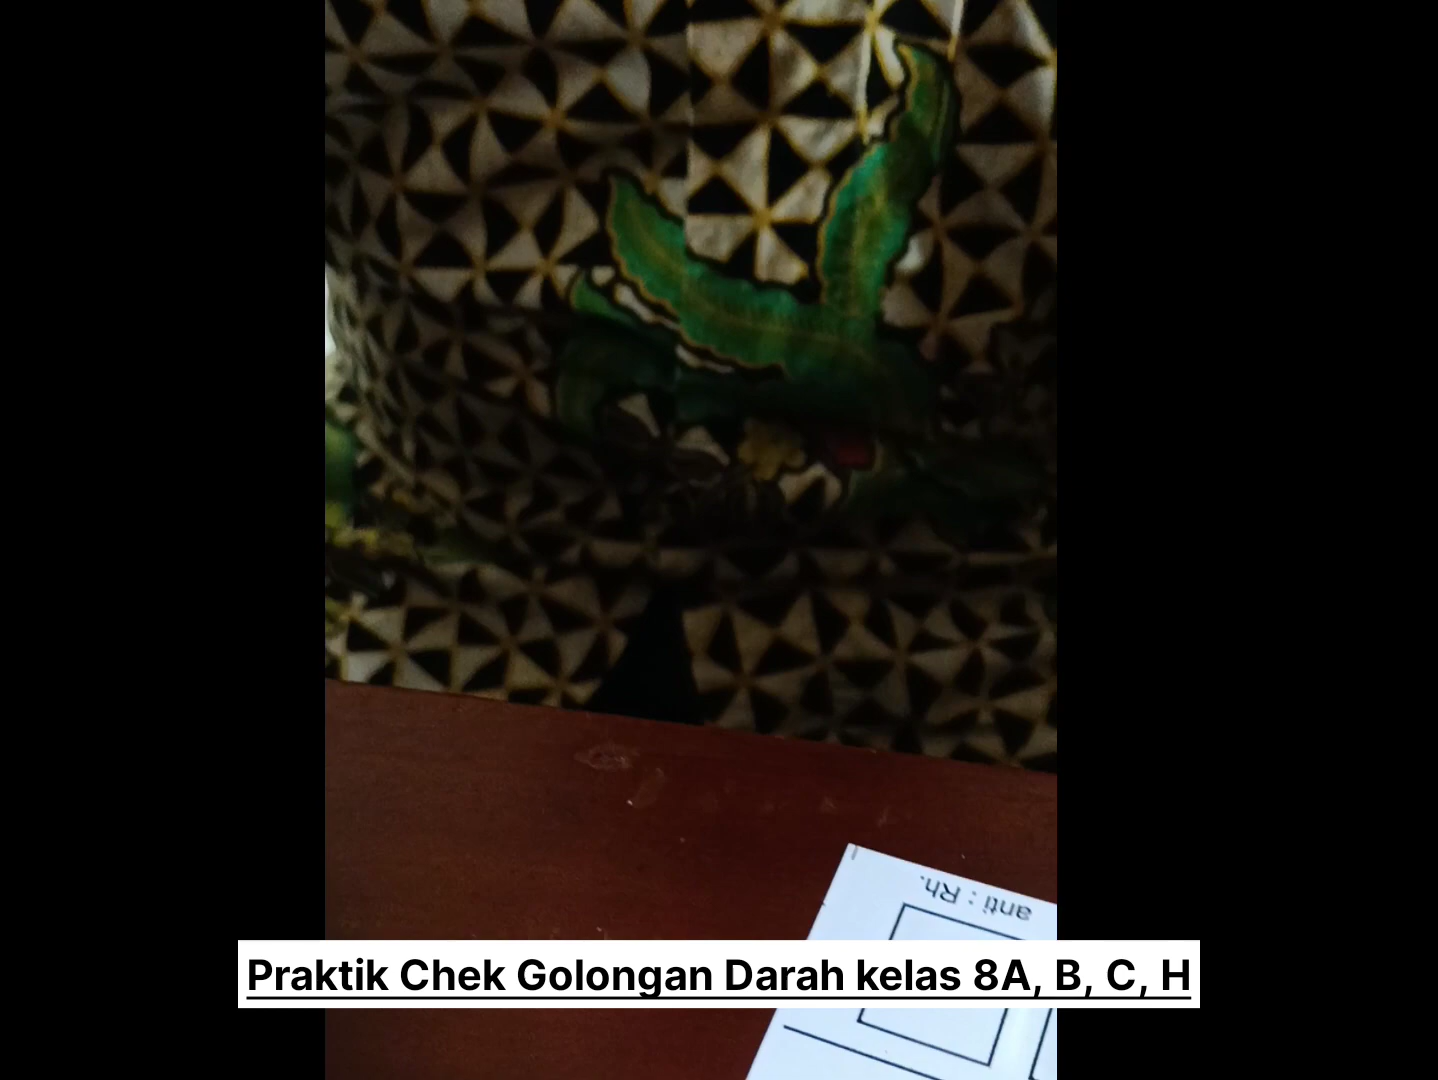 anti : Rh.
Praktik Chek Golongan Darah kelas 8A, B, C, H